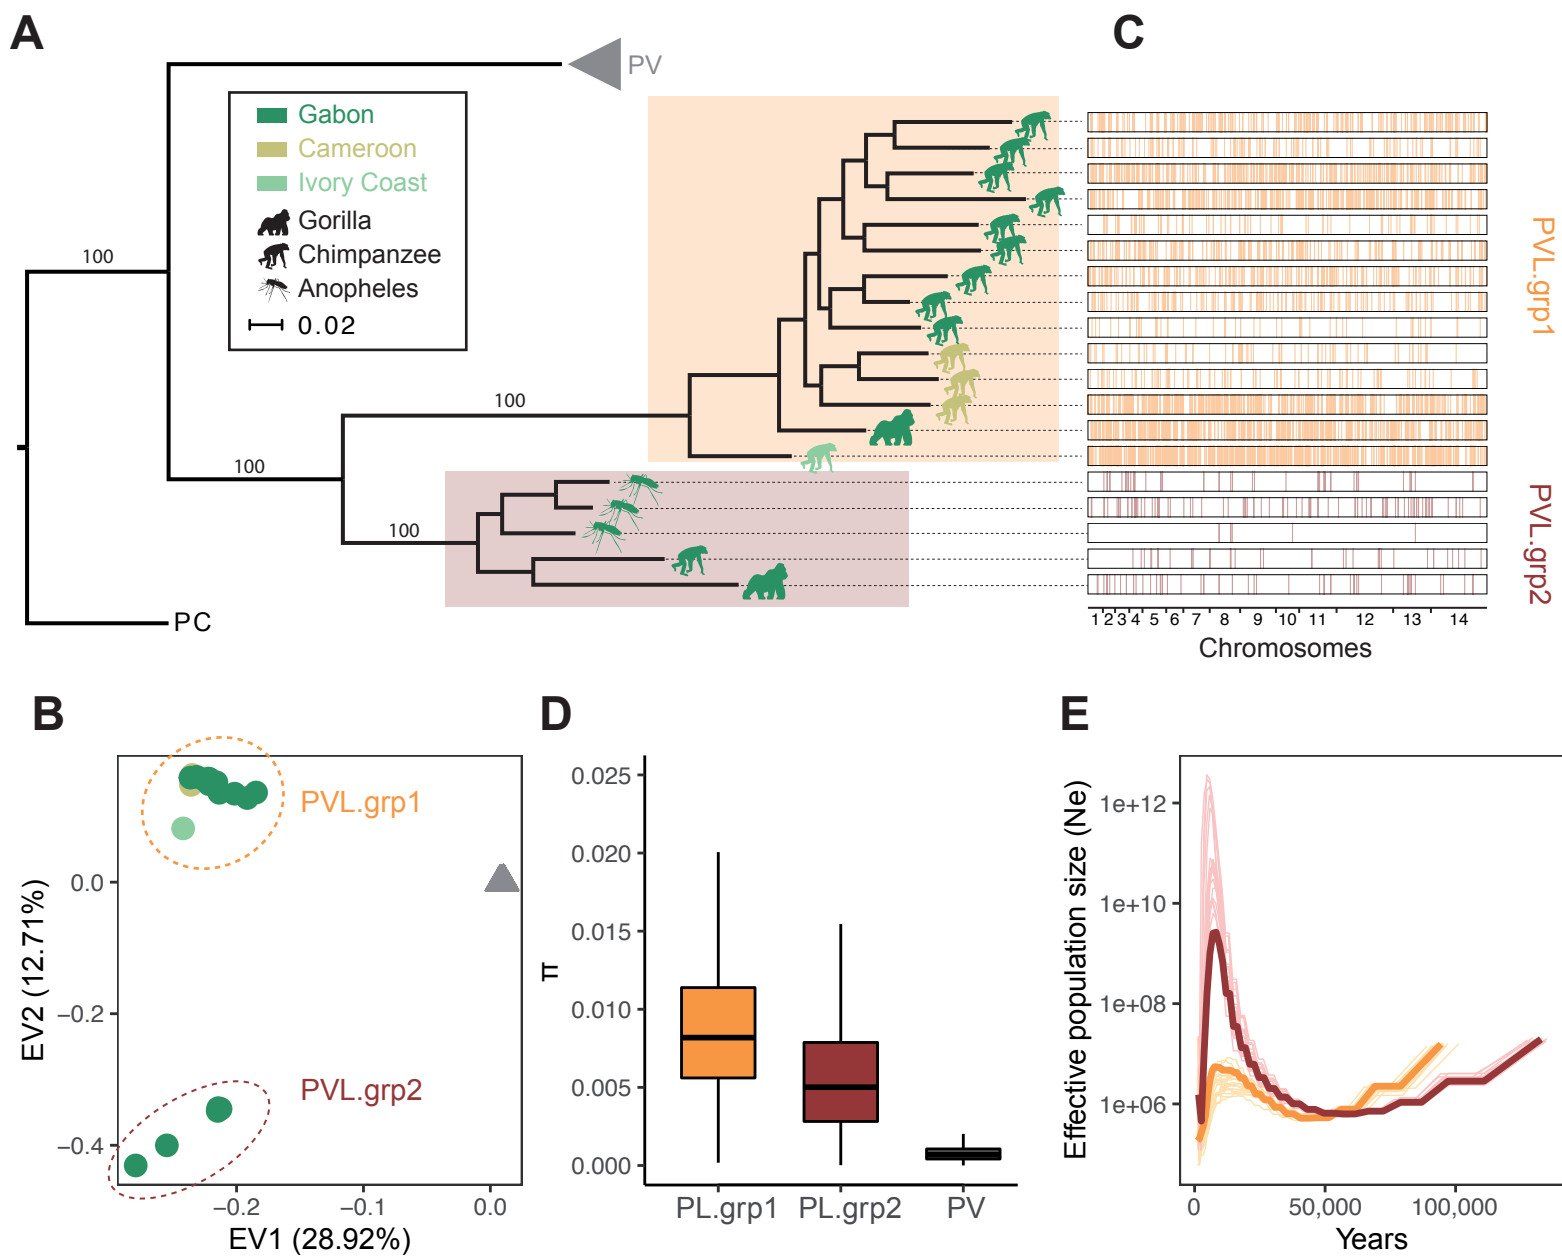 A
PV
Gabon
Cameroon
Ivory Coast
Gorilla
Chimpanzee
Anopheles
0.02
100
100
100
100
PC
C
PVL.grp1
PVL.grp2
1 2 3 4 5 6 7 8 9 10 11 12 13 14
Chromosomes
B
PVL.grp1
PVL.grp2
EV2 (12.71%)
0.0
−0.2
−0.4
−0.2 −0.1 0.0
EV1 (28.92%)
D
π
0.025
0.020
0.015
0.010
0.005
0.000
PL.grp1 PL.grp2 PV
E
Effective population size (Ne)
1e+12
1e+10
1e+08
1e+06
0 50,000 100,000
Years